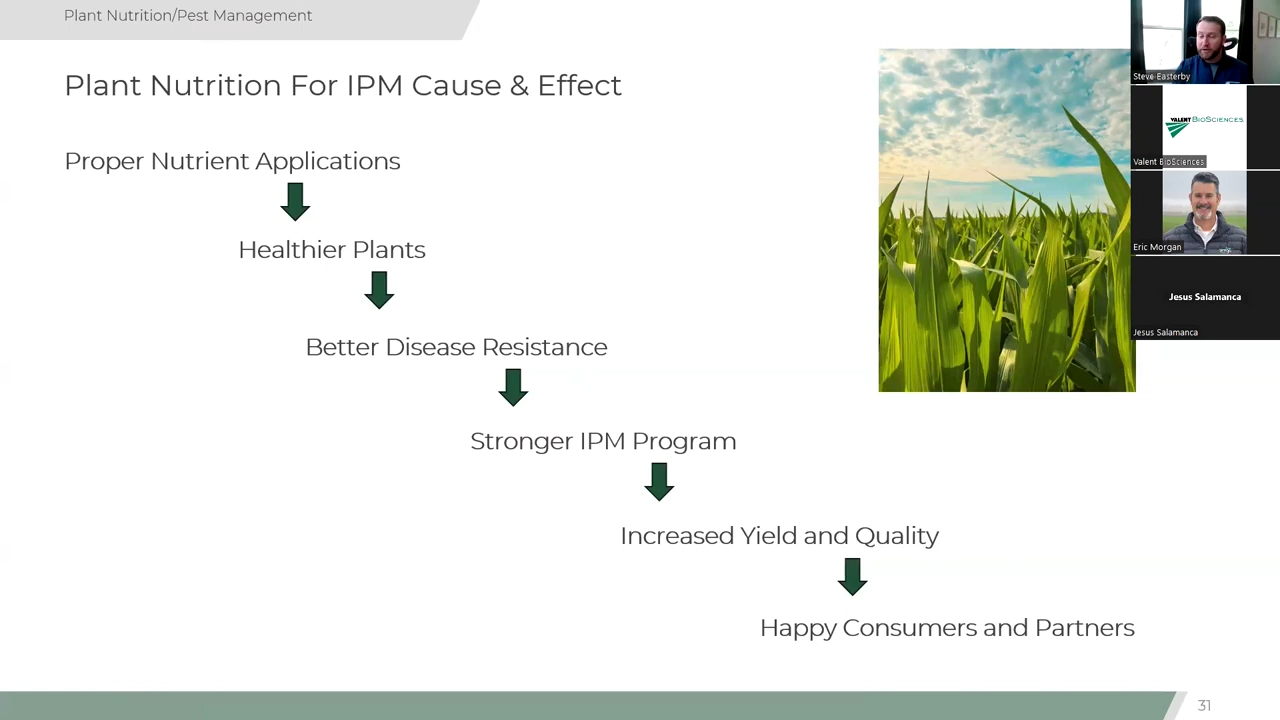 Plant Nutrition/Pest Management
Plant Nutrition For IPM Cause & Effect
Proper Nutrient Applications
Healthier Plants
Better Disease Resistance
Stronger IPM Program
Increased Yield and Quality
Happy Consumers and Partners
31
Steve Easterby
VALENT BIOSCIENCES
Valent BioSciences
Eric Morgan
Jesus Salamanca
Jesus Salamanca